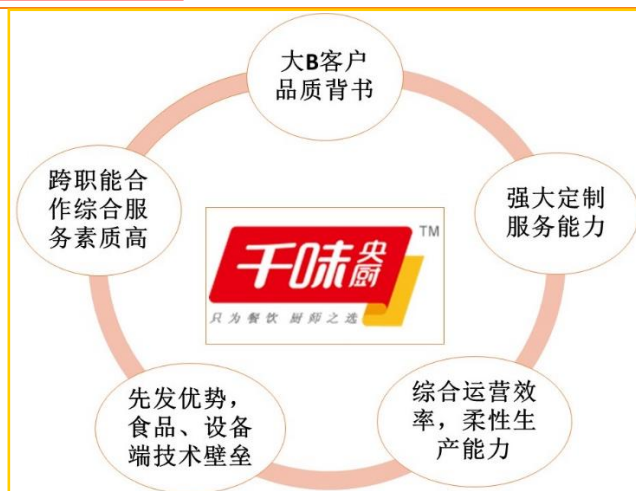 大B客户
品质背书
强大定制
服务能力
综合运营效
率，柔性生
产能力
先发优势，
食品、设备
端技术壁垒
跨职能合
作综合服
务素质高
千味央厨
TM
只为餐饮 厨师之选